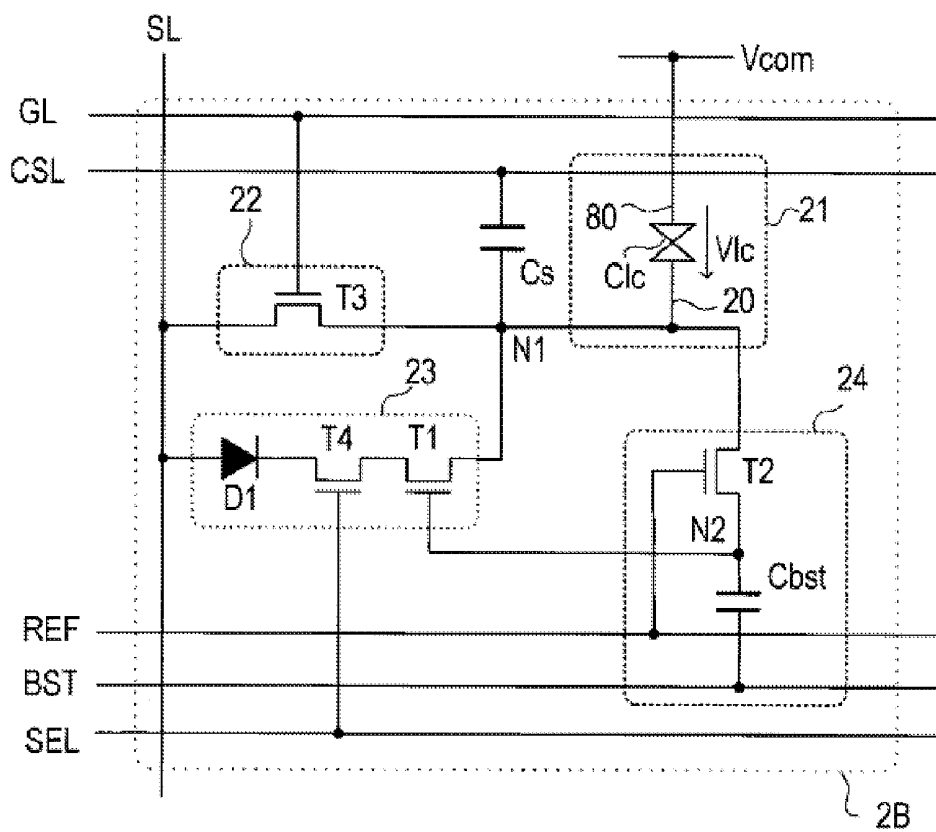 SL
Vcom
GL
CSL
22
80
21
Vlc
Clc
Cs
T3
20
N1
23
24
T4
T1
T2
D1
N2
Cbst
REF
BST
SEL
2B